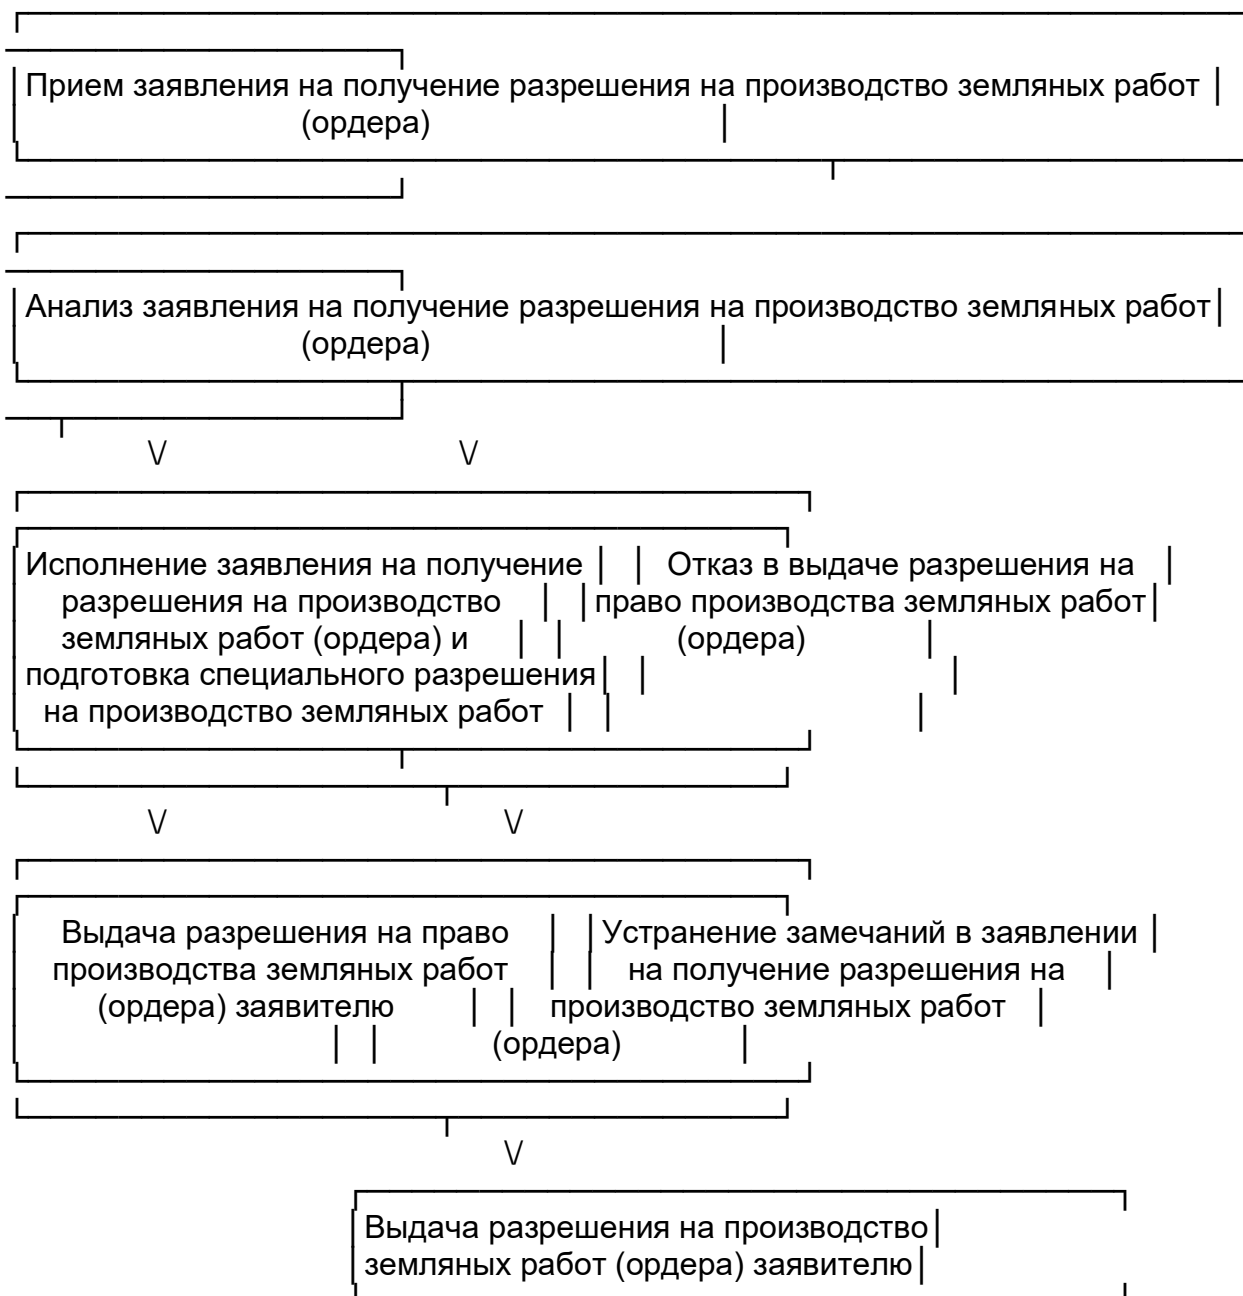 Прием заявления на получение разрешения на производство земляных работ
(ордера)
Анализ заявления на получение разрешения на производство земляных работ
(ордера)
\/ \/
Исполнение заявления на получение Отказ в выдаче разрешения на
разрешения на производство право производства земляных работ
земляных работ (ордера) и (ордера)
подготовка специального разрешения
на производство земляных работ
\/ \/
Выдача разрешения на право Устранение замечаний в заявлении
производства земляных работ на получение разрешения на
(ордера) заявителю производство земляных работ
(ордера)
\/
Выдача разрешения на производство
земляных работ (ордера) заявителю